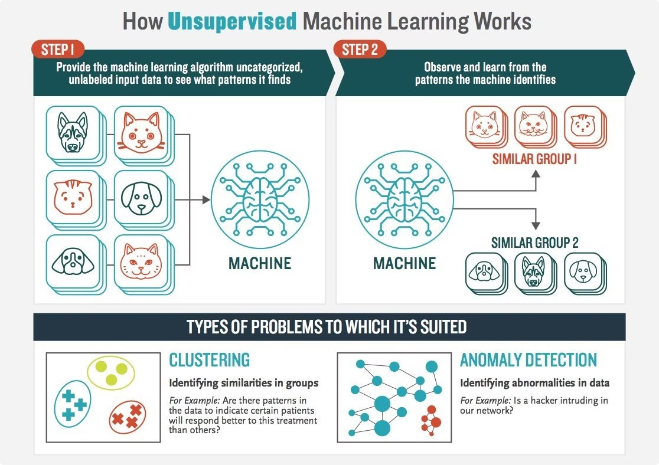 How Unsupervised Machine Learning Works
STEP 1
Provide the machine learning algorithm uncategorized,
unlabeled input data to see what patterns it finds
MACHINE
STEP 2
Observe and learn from the
patterns the machine identifies
SIMILAR GROUP 1
MACHINE
SIMILAR GROUP 2
TYPES OF PROBLEMS TO WHICH IT'S SUITED
CLUSTERING
Identifying similarities in groups
For Example: Are there patterns in
the data to indicate certain patients
will respond better to this treatment
than others?
ANOMALY DETECTION
Identifying abnormalities in data
For Example: Is a hacker intruding in
our network?